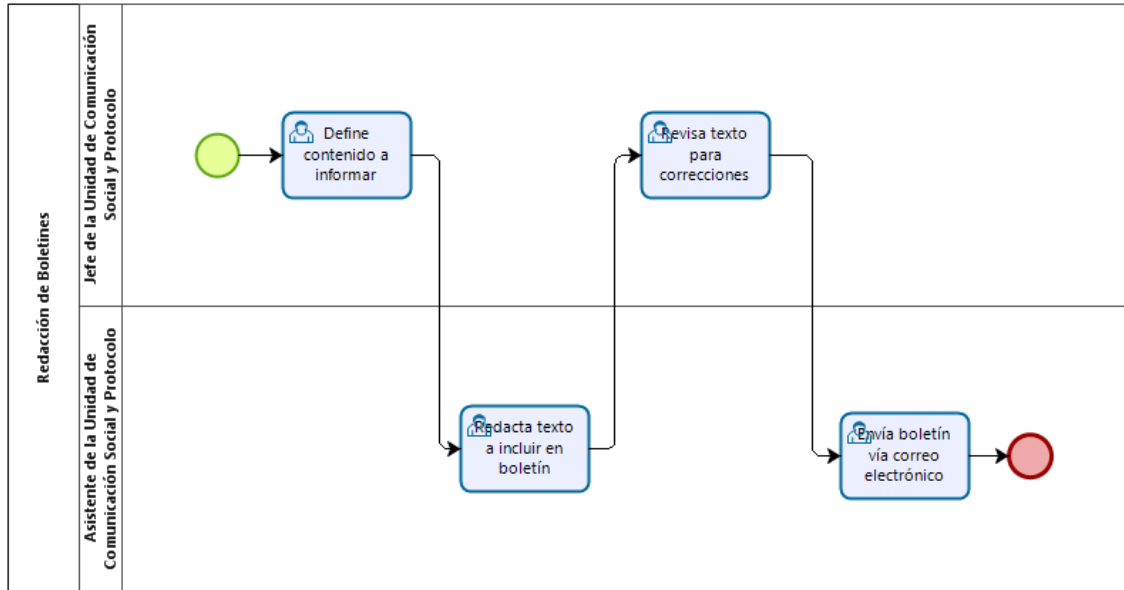 Redacción de Boletines
Jefe de la Unidad de Comunicación
Social y Protocolo
Define
contenido a
informar
Revisa texto
para
correcciones
Asistente de la Unidad de
Comunicación Social y Protocolo
Redacta texto
a incluir en
boletín
Envía boletín
vía correo
electrónico